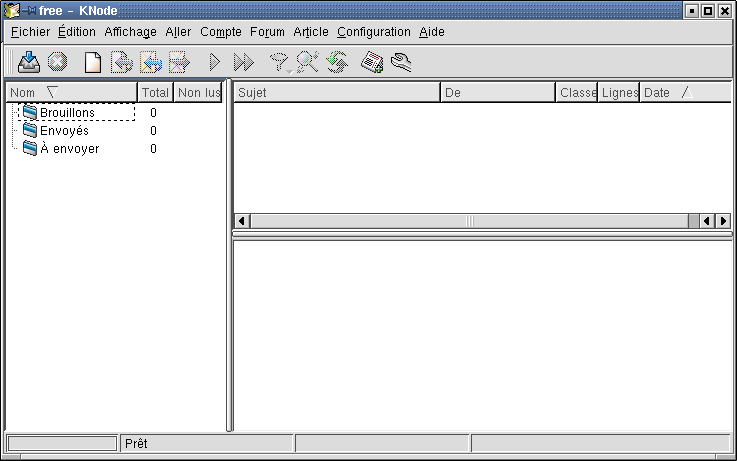 free - KNode
Fichier Édition Affichage Aller Compte Forum Article Configuration Aide
Nom Total Non lus Sujet De Classe Lignes Date
Brouillons 0
Envoyés 0
À envoyer 0
Prêt